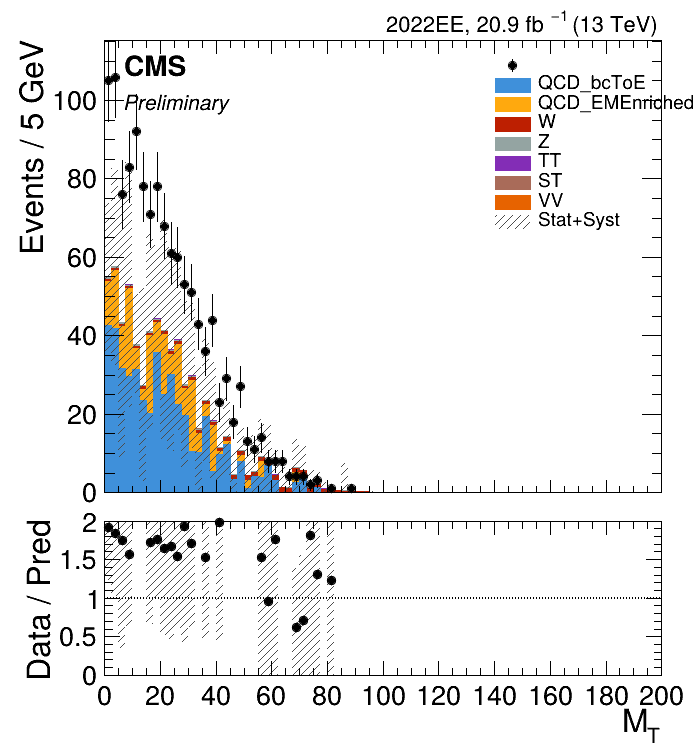 2022EE, 20.9 fb⁻¹ (13 TeV)
CMS
Preliminary
Events / 5 GeV
100
80
60
40
20
0
QCD_bcToE
QCD_EMEnriched
W
Z
TT
ST
VV
Stat+Syst
Data / Pred
2
1.5
1
0.5
0
0 20 40 60 80 100 120 140 160 180 200
M_T